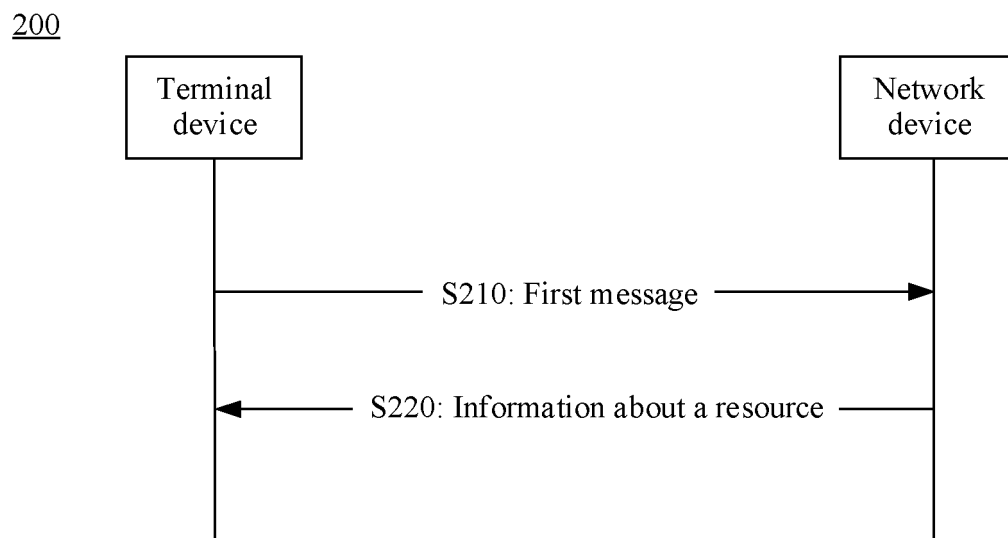 200
Terminal
device
Network
device
S210: First message
S220: Information about a resource